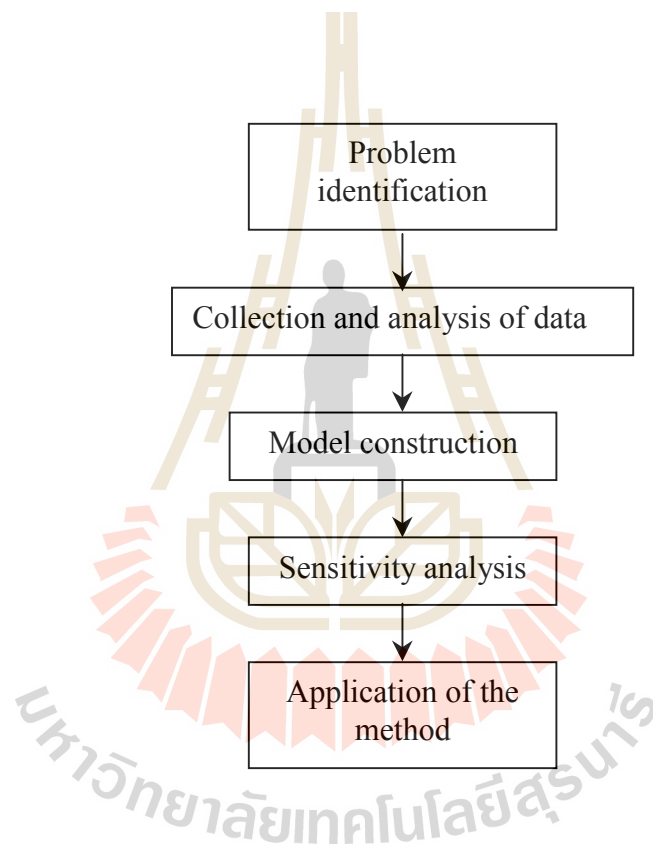 Problem
identification
Collection and analysis of data
Model construction
Sensitivity analysis
Application of the
method
มหาวิทยาลัยเทคโนโลยีสุรนารี